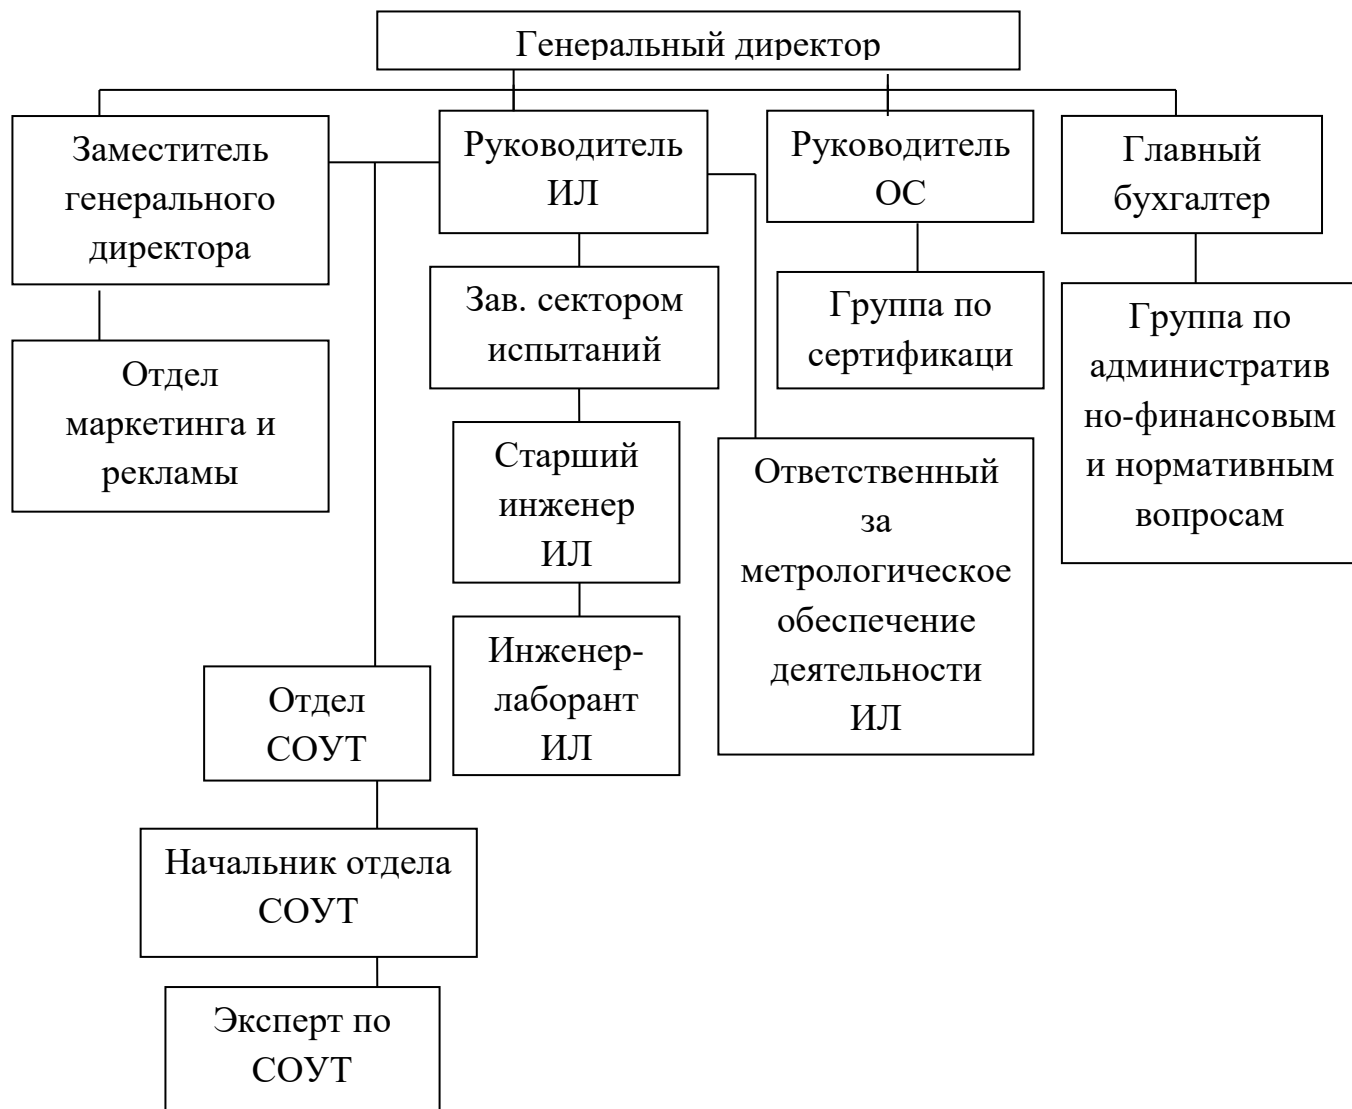 Генеральный директор
Заместитель
генерального
директора
Руководитель
ИЛ
Руководитель
ОС
Главный
бухгалтер
Отдел
маркетинга и
рекламы
Зав. сектором
испытаний
Группа по
сертификаци
Группа по
административ
но-финансовым
и нормативным
вопросам
Старший
инженер
ИЛ
Ответственный
за
метрологическое
обеспечение
деятельности
ИЛ
Инженер-
лаборант
ИЛ
Отдел
СОУТ
Начальник отдела
СОУТ
Эксперт по
СОУТ